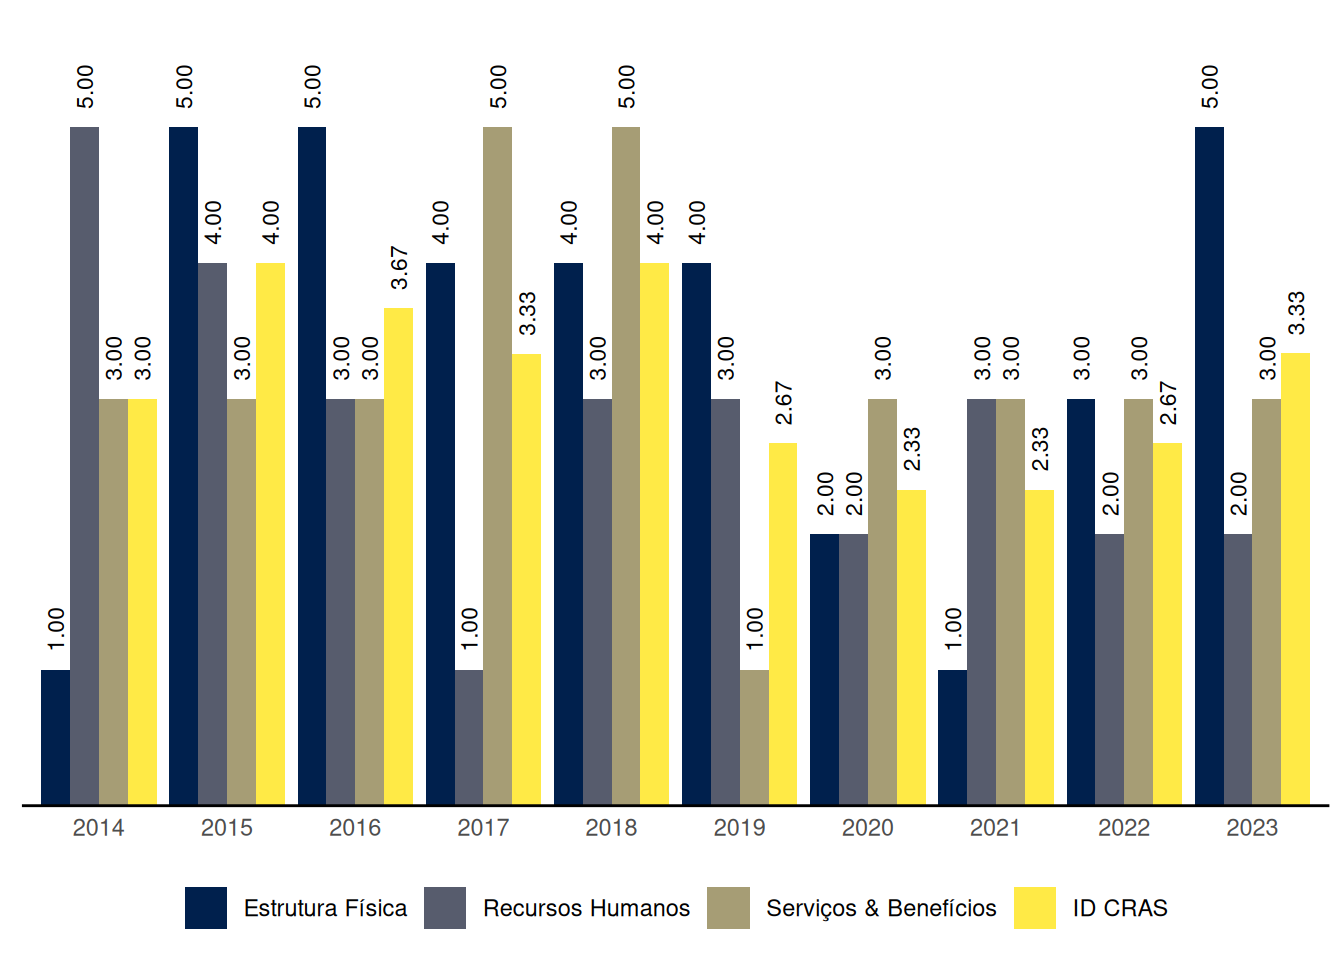 5.00 5.00 5.00 5.00 5.00 5.00
4.00 4.00 4.00 4.00 4.00 4.00
3.67
3.33 3.33
3.00 3.00 3.00 3.00 3.00 3.00 3.00 3.00 3.00 3.00 3.00 3.00 3.00
2.67 2.67
2.33 2.33
2.00 2.00 2.00 2.00
1.00 1.00 1.00 1.00
2014 2015 2016 2017 2018 2019 2020 2021 2022 2023
Estrutura Física Recursos Humanos Serviços & Benefícios ID CRAS